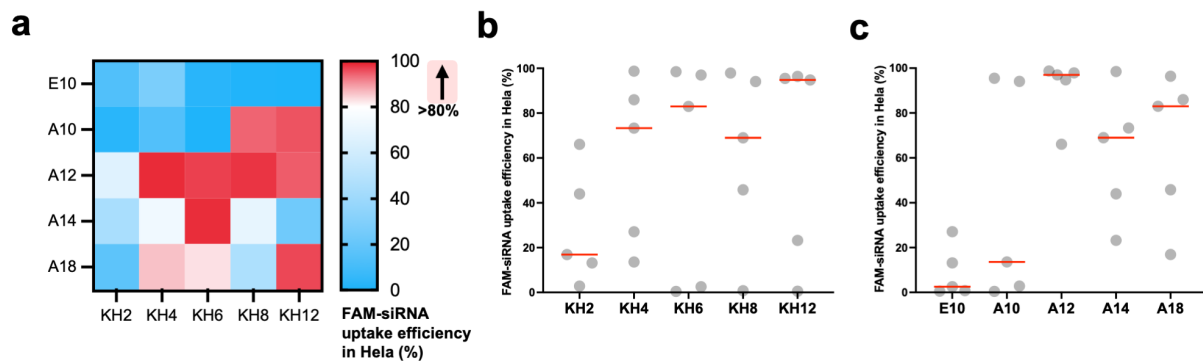 a
E10
A10
A12
A14
A18
KH2 KH4 KH6 KH8 KH12
100
80
60
40
20
0
>80%
FAM-siRNA
uptake efficiency
in Hela (%)
b
FAM-siRNA uptake efficiency in Hela (%)
100
80
60
40
20
0
KH2 KH4 KH6 KH8 KH12
c
FAM-siRNA uptake efficiency in Hela (%)
100
80
60
40
20
0
E10 A10 A12 A14 A18